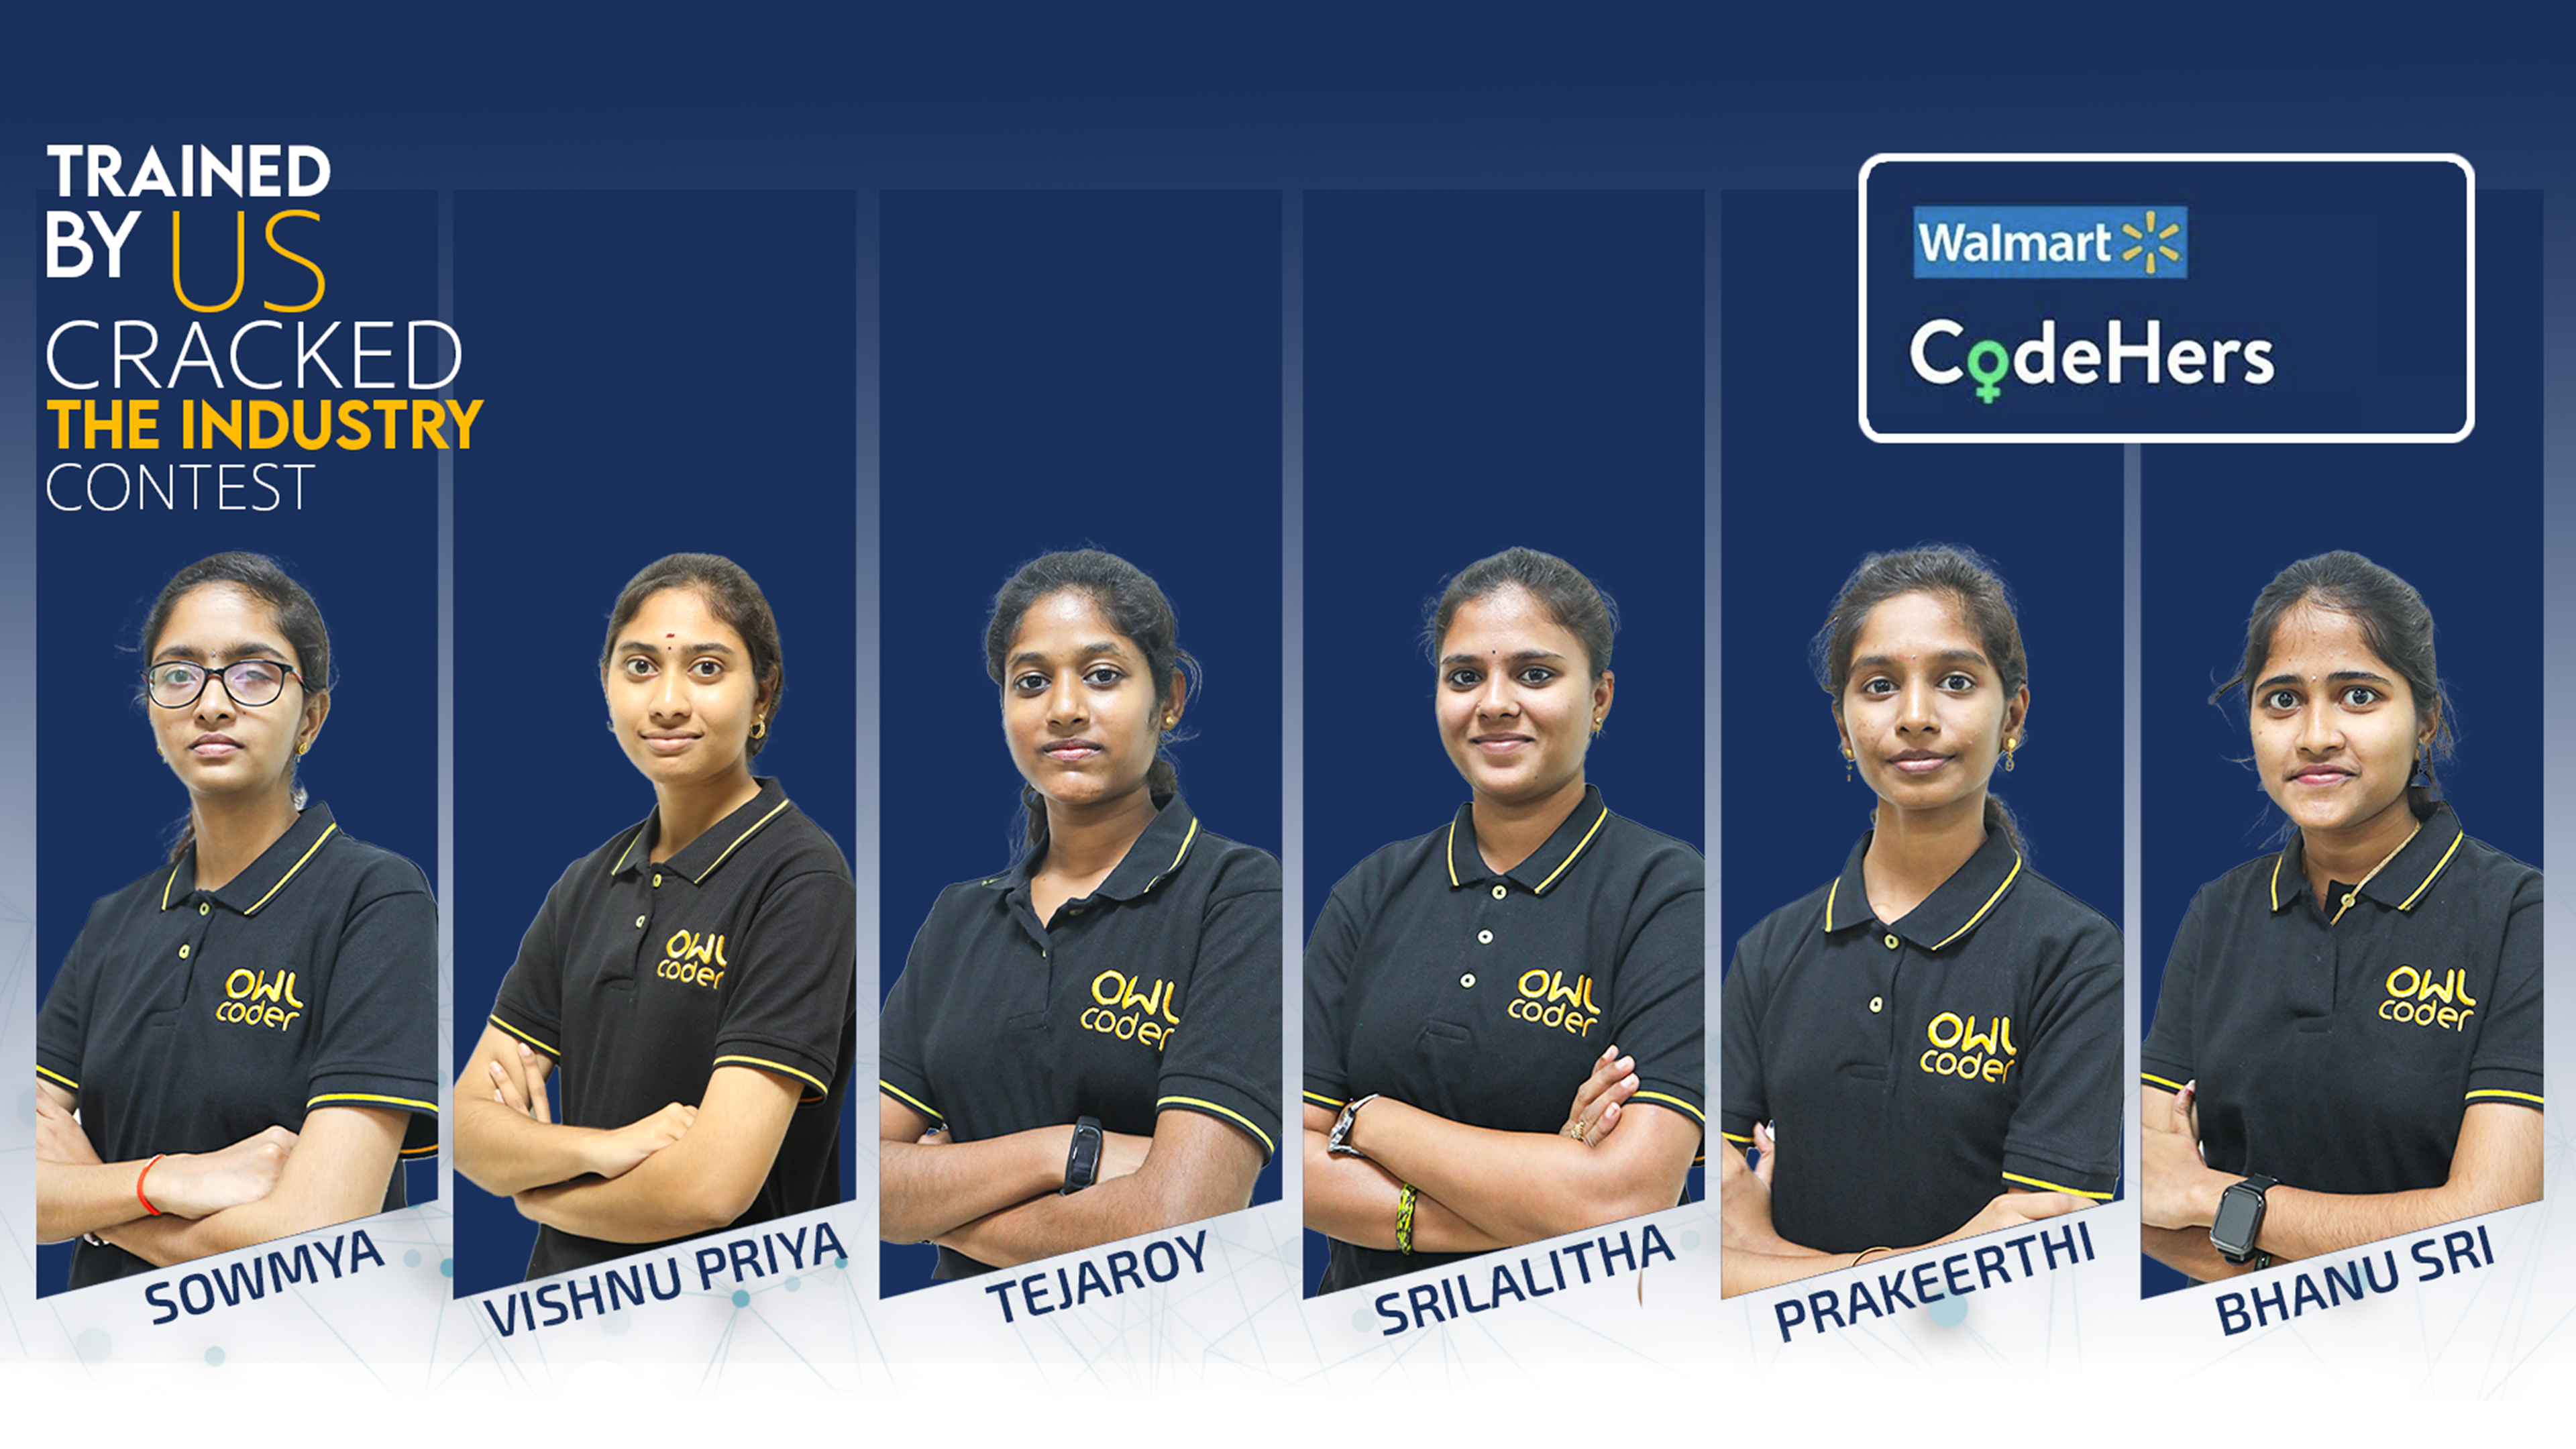 TRAINED
BY US
CRACKED
THE INDUSTRY
CONTEST
Walmart
CodeHers
OWL
coder
OWL
coder
OWL
coder
OWL
coder
OWL
coder
OWL
coder
SOWMYA
VISHNU PRIYA
TEJAROY
SRILALITHA
PRAKEERTHI
BHANU SRI